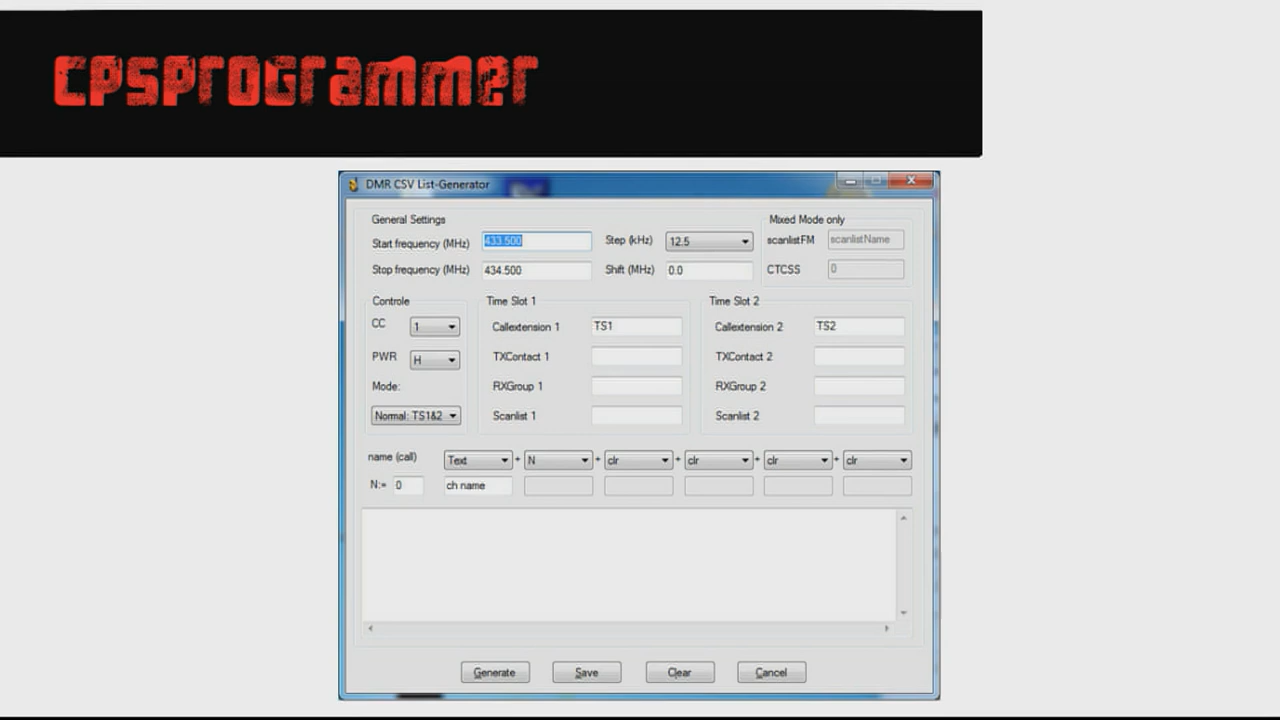 CPSProgrammer
DMR CSV List-Generator
General Settings
Mixed Mode only
Start frequency (MHz) 433.500 Step (kHz) 12.5 scanlistFM scanlistName
Stop frequency (MHz) 434.500 Shift (MHz) 0.0 CTCSS 0
Controle Time Slot 1 Time Slot 2
CC 1 Callextension 1 TS1 Callextension 2 TS2
PWR H TXContact 1 TXContact 2
Mode: RXGroup 1 RXGroup 2
Normal: TS1&2 Scanlist 1 Scanlist 2
name (call) Text + N + clr + clr + clr + clr
N:= 0 ch name
Generate Save Clear Cancel